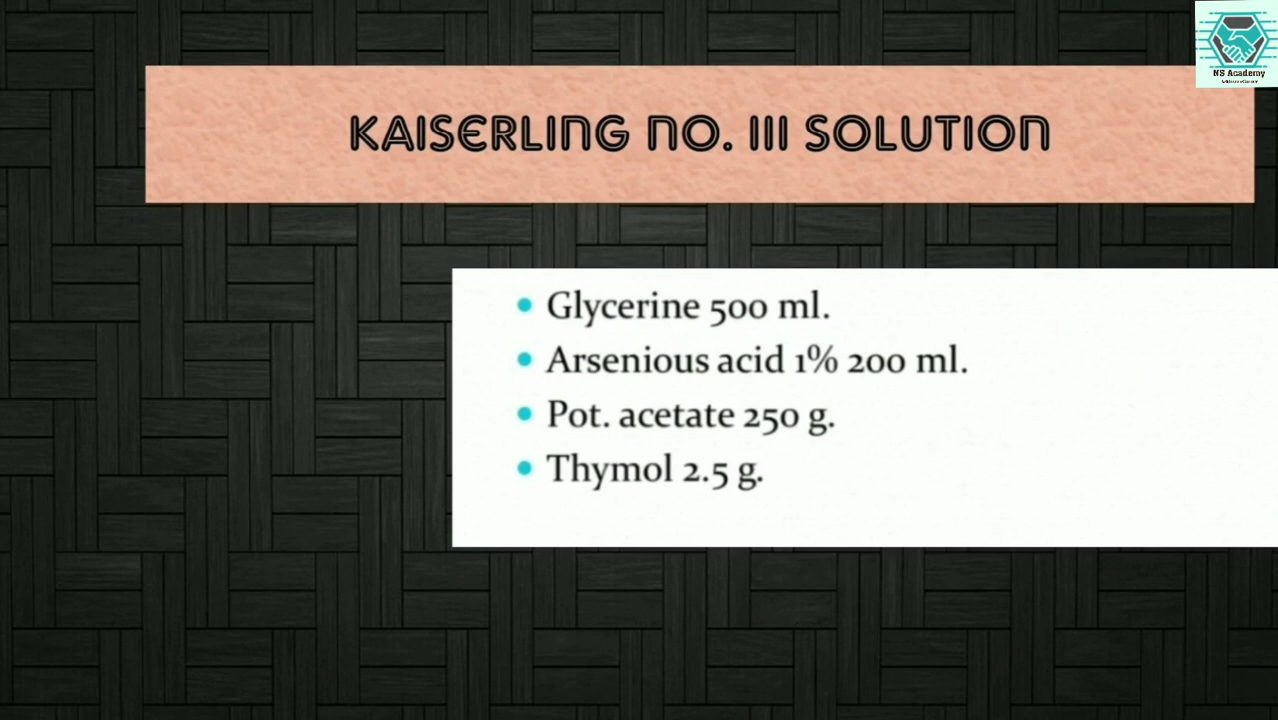 NS Academy
KAISERLING NO. III SOLUTION
Glycerine 500 ml.
Arsenious acid 1% 200 ml.
Pot. acetate 250 g.
Thymol 2.5 g.